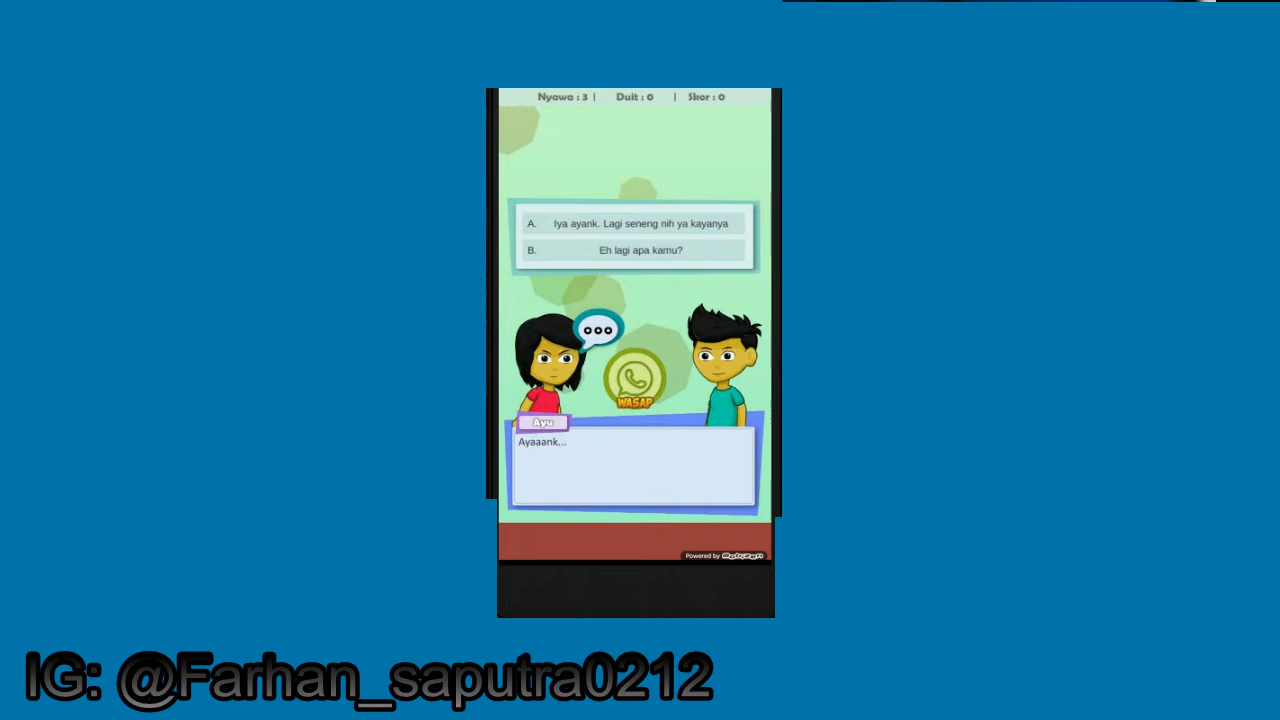 Nyawa : 3 | Duit : 0 | Skor : 0
A. Iya ayank. Lagi seneng nih ya kayanya
B. Eh lagi apa kamu?
WASAP
Ayu
Ayaaank...
Powered by
IG: @Farhan_saputra0212